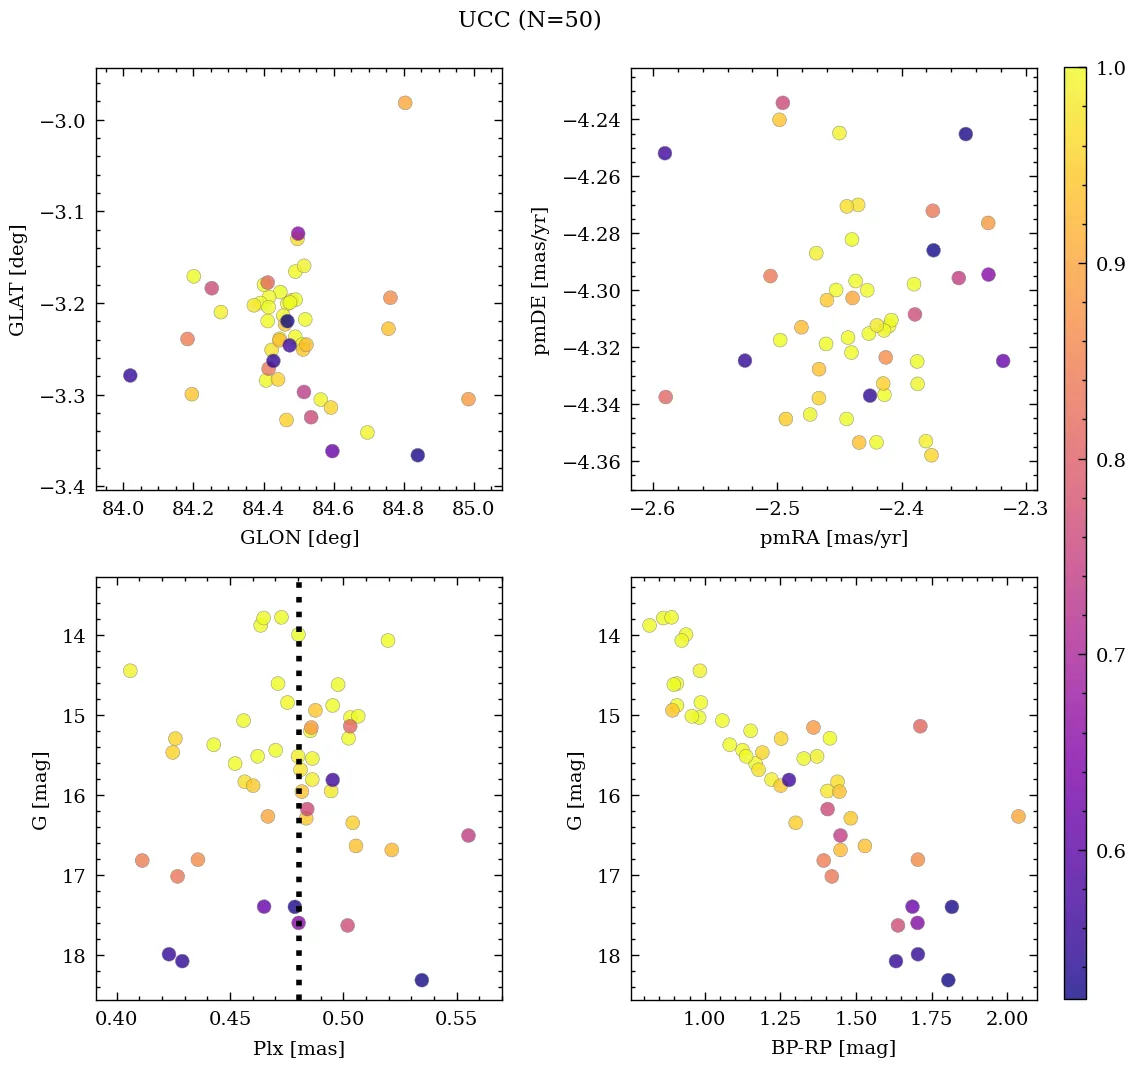 UCC (N=50)
−3.0
−3.1
−3.2
−3.3
−3.4
GLAT [deg]
84.0 84.2 84.4 84.6 84.8 85.0
GLON [deg]
−4.24
−4.26
−4.28
−4.30
−4.32
−4.34
−4.36
pmDE [mas/yr]
−2.6 −2.5 −2.4 −2.3
pmRA [mas/yr]
1.0
0.9
0.8
0.7
0.6
14
15
16
17
18
G [mag]
0.40 0.45 0.50 0.55
Plx [mas]
14
15
16
17
18
G [mag]
1.00 1.25 1.50 1.75 2.00
BP-RP [mag]